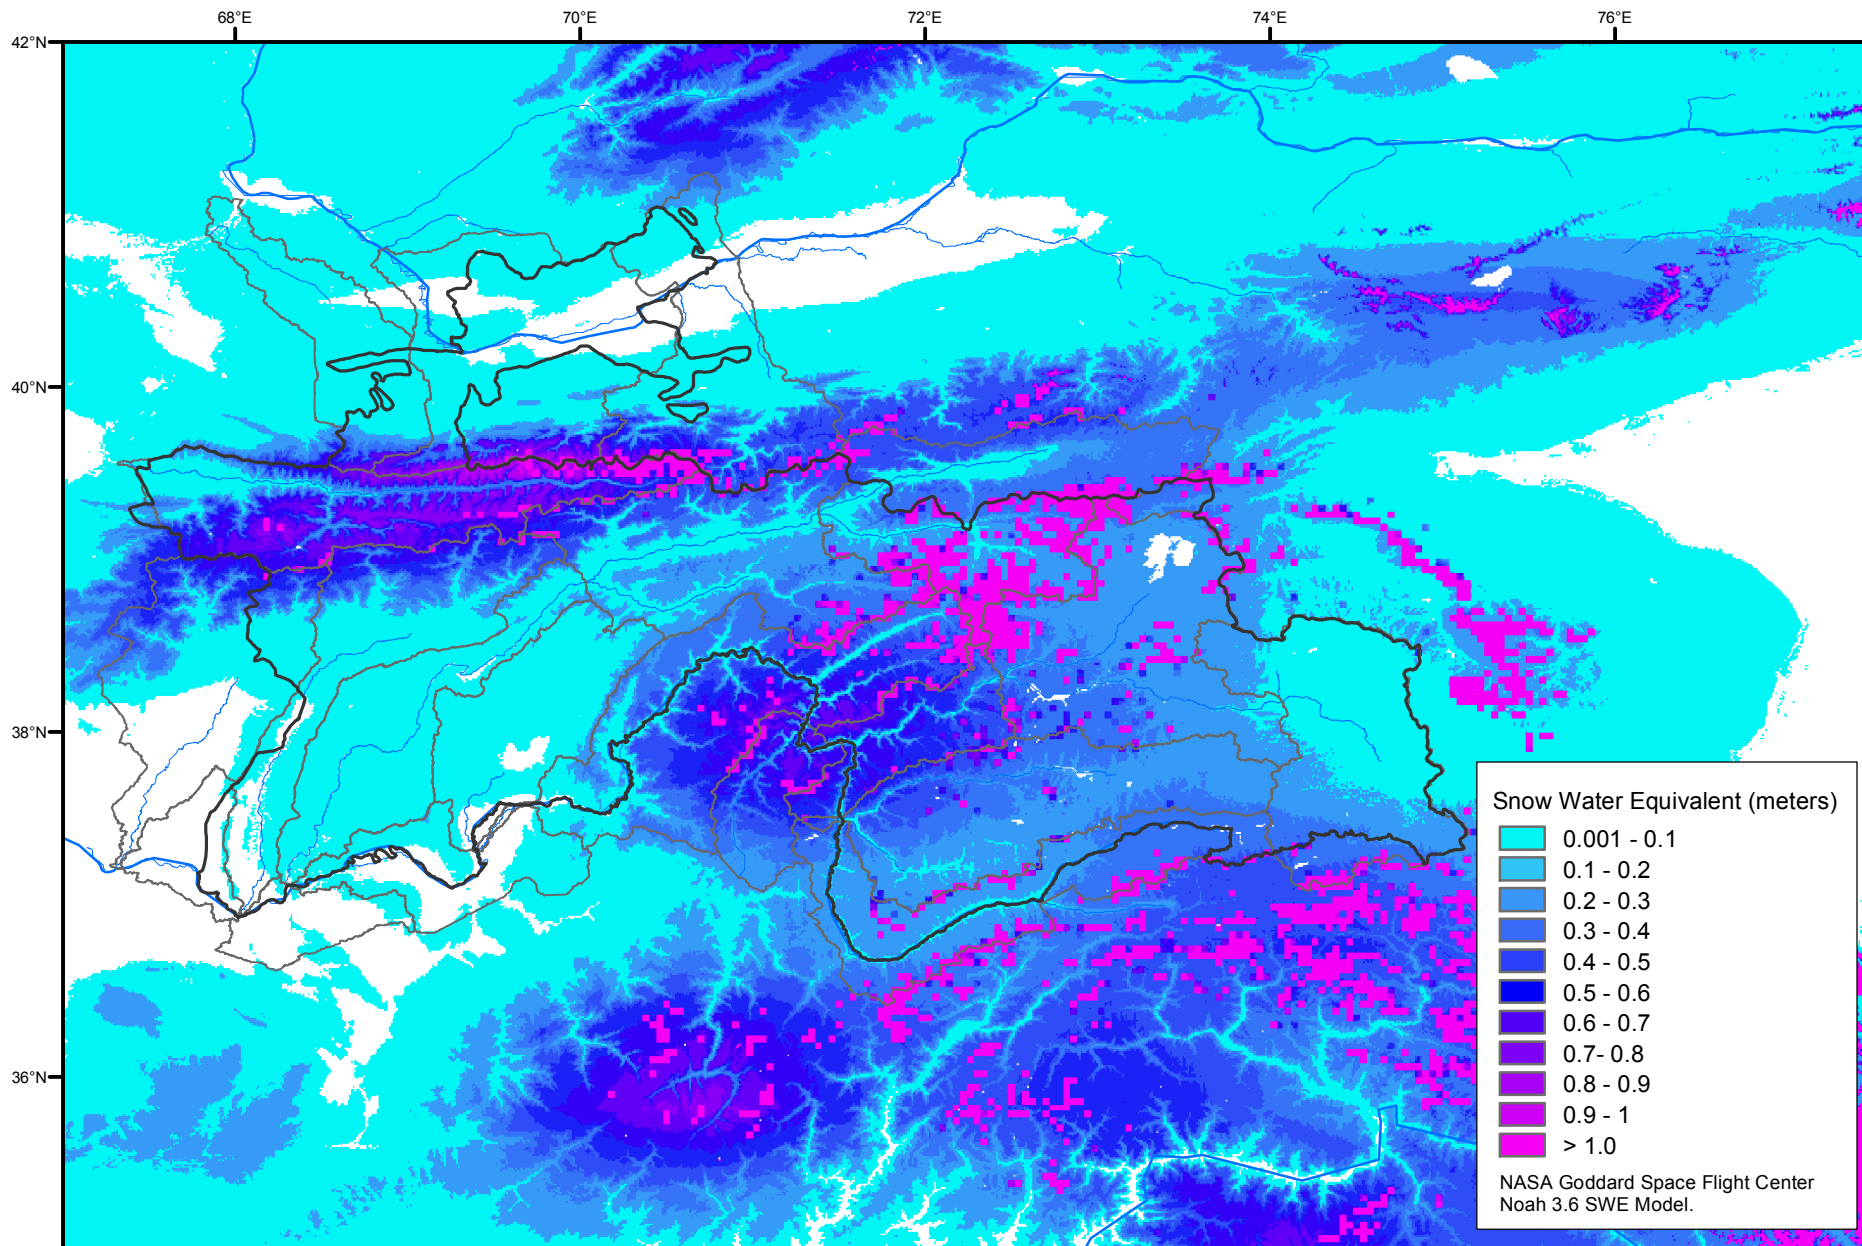 68°E 70°E 72°E 74°E 76°E
42°N
40°N
38°N
36°N
Snow Water Equivalent (meters)
0.001 - 0.1
0.1 - 0.2
0.2 - 0.3
0.3 - 0.4
0.4 - 0.5
0.5 - 0.6
0.6 - 0.7
0.7- 0.8
0.8 - 0.9
0.9 - 1
> 1.0
NASA Goddard Space Flight Center
Noah 3.6 SWE Model.